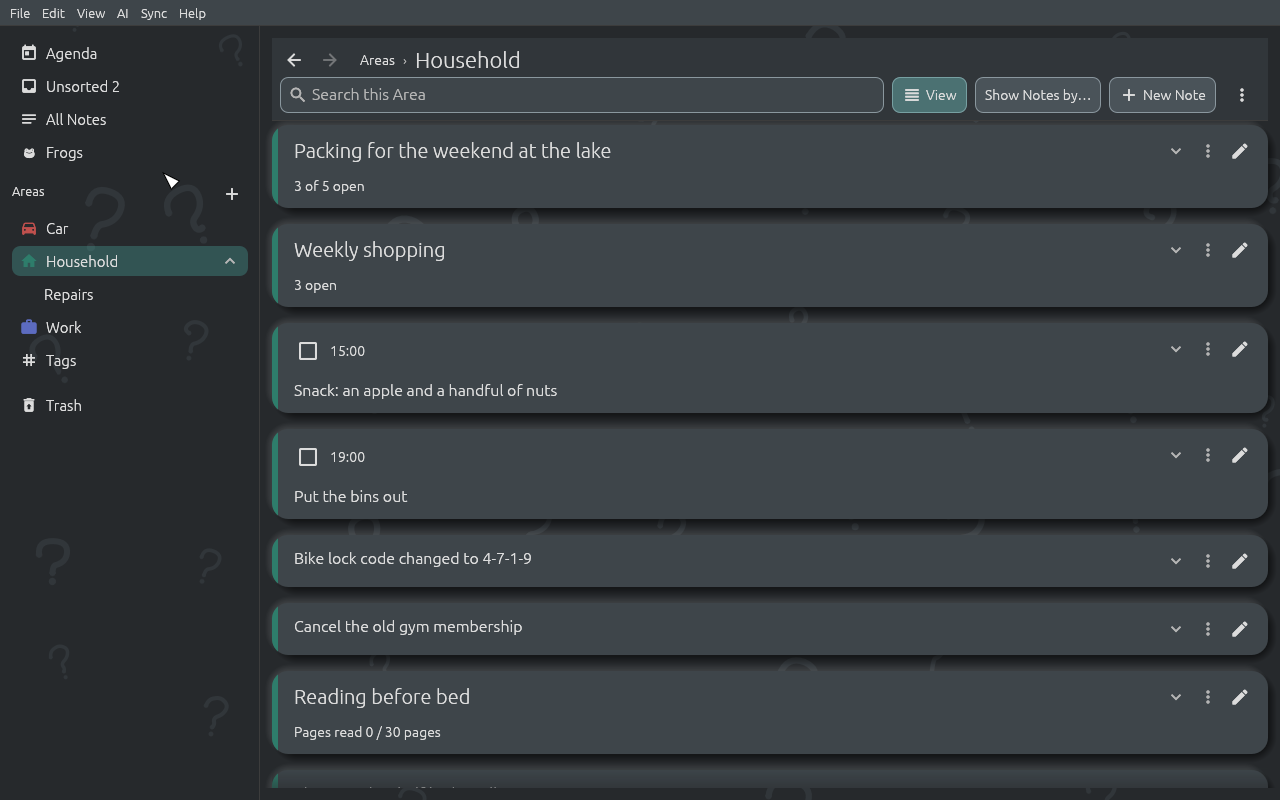 File Edit View AI Sync Help
Agenda
Unsorted 2
All Notes
Frogs
Areas
Car
Household
Repairs
Work
Tags
Trash
Areas › Household
Search this Area
View
Show Notes by...
New Note
Packing for the weekend at the lake
3 of 5 open
Weekly shopping
3 open
15:00
Snack: an apple and a handful of nuts
19:00
Put the bins out
Bike lock code changed to 4-7-1-9
Cancel the old gym membership
Reading before bed
Pages read 0 / 30 pages